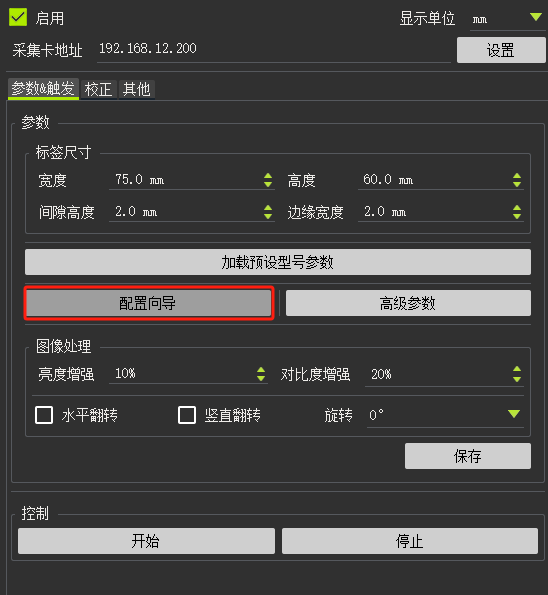 启用 显示单位 mm
采集卡地址 192.168.12.200 设置
参数&触发 校正 其他
参数
标签尺寸
宽度 75.0 mm 高度 60.0 mm
间隙高度 2.0 mm 边缘宽度 2.0 mm
加载预设型号参数
配置向导 高级参数
图像处理
亮度增强 10% 对比度增强 20%
水平翻转 竖直翻转 旋转 0°
保存
控制
开始 停止